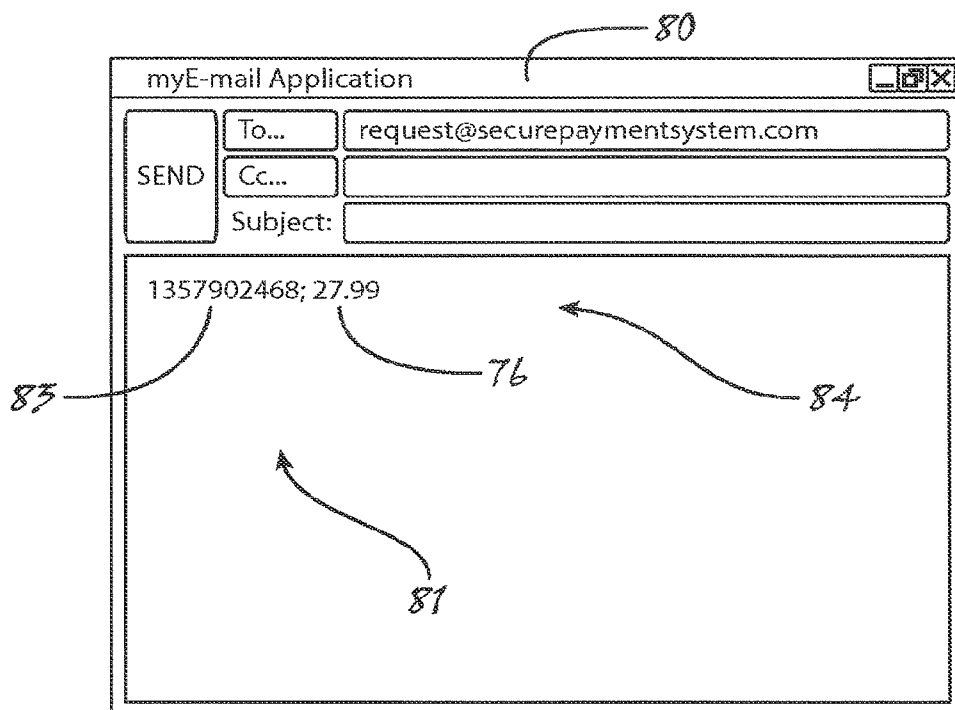 80
myE-mail Application
To... request@securepaymentsystem.com
SEND Cc...
Subject:
1357902468; 27.99
83 76 84
81